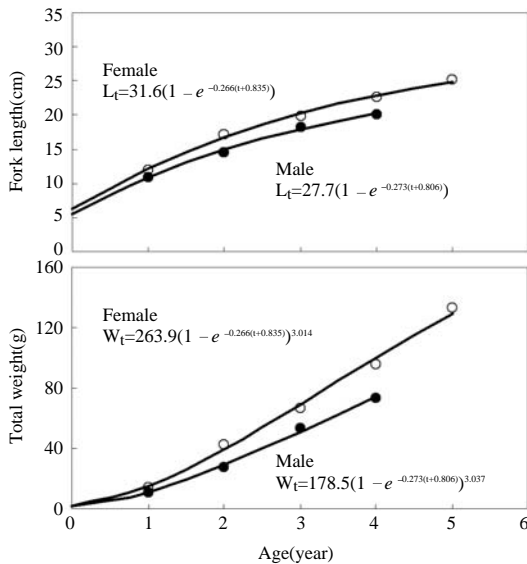 35
30
25
20
15
10
5
0
Fork length(cm)
Female
Lt=31.6(1 – e –0.266(t+0.835))
Male
Lt=27.7(1 – e –0.273(t+0.806))
160
120
80
40
0
Total weight(g)
Female
Wt=263.9(1 – e –0.266(t+0.835))3.014
Male
Wt=178.5(1 – e –0.273(t+0.806))3.037
0 1 2 3 4 5 6
Age(year)